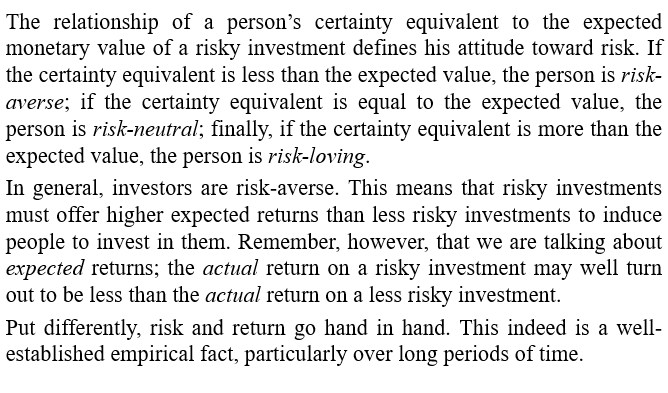 The relationship of a person’s certainty equivalent to the expected
monetary value of a risky investment defines his attitude toward risk. If
the certainty equivalent is less than the expected value, the person is risk-
averse; if the certainty equivalent is equal to the expected value, the
person is risk-neutral; finally, if the certainty equivalent is more than the
expected value, the person is risk-loving.
In general, investors are risk-averse. This means that risky investments
must offer higher expected returns than less risky investments to induce
people to invest in them. Remember, however, that we are talking about
expected returns; the actual return on a risky investment may well turn
out to be less than the actual return on a less risky investment.
Put differently, risk and return go hand in hand. This indeed is a well-
established empirical fact, particularly over long periods of time.